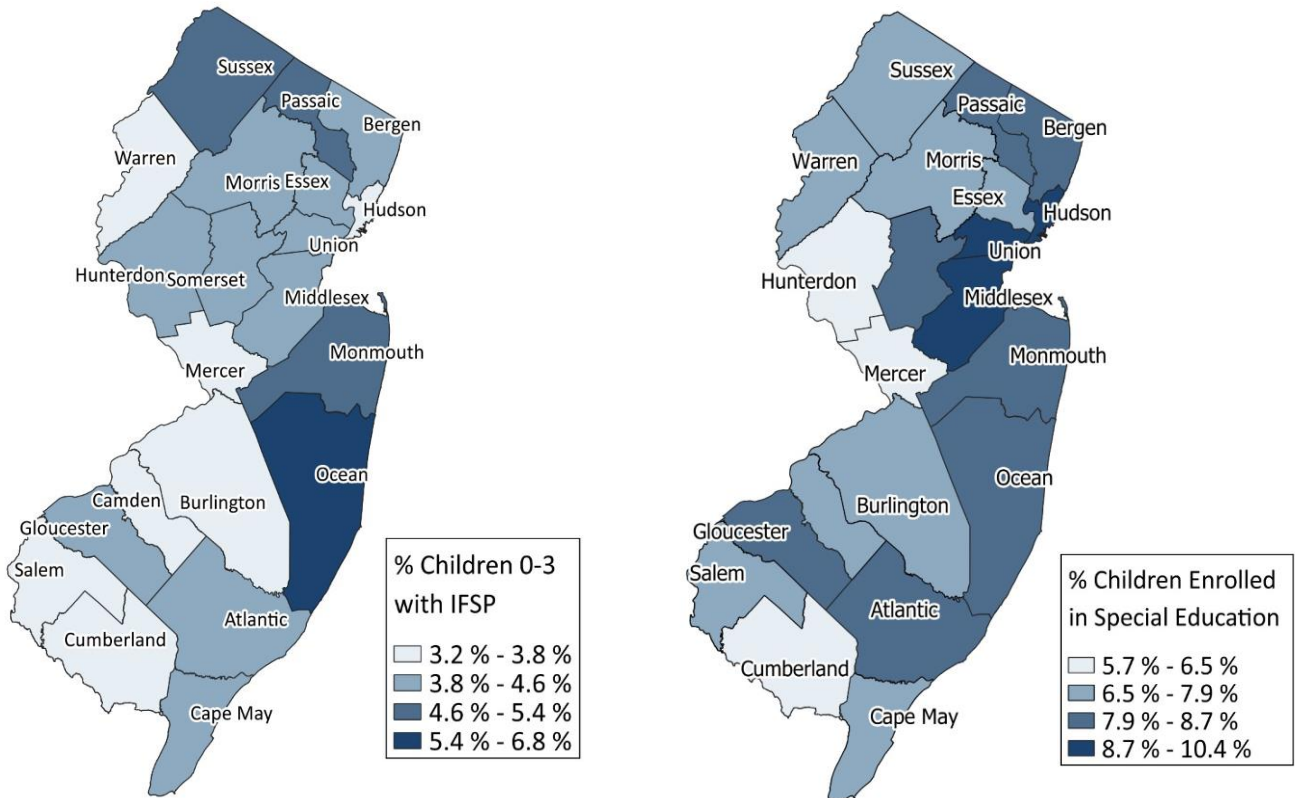 Sussex
Passaic
Bergen
Warren
Morris
Essex
Hudson
Union
Hunterdon
Somerset
Middlesex
Mercer
Monmouth
Ocean
Burlington
Camden
Gloucester
Salem
Atlantic
Cumberland
Cape May
% Children 0-3
with IFSP
3.2 % - 3.8 %
3.8 % - 4.6 %
4.6 % - 5.4 %
5.4 % - 6.8 %
Sussex
Passaic
Bergen
Warren
Morris
Essex
Hudson
Union
Hunterdon
Middlesex
Mercer
Monmouth
Ocean
Burlington
Gloucester
Salem
Atlantic
Cumberland
Cape May
% Children Enrolled
in Special Education
5.7 % - 6.5 %
6.5 % - 7.9 %
7.9 % - 8.7 %
8.7 % - 10.4 %